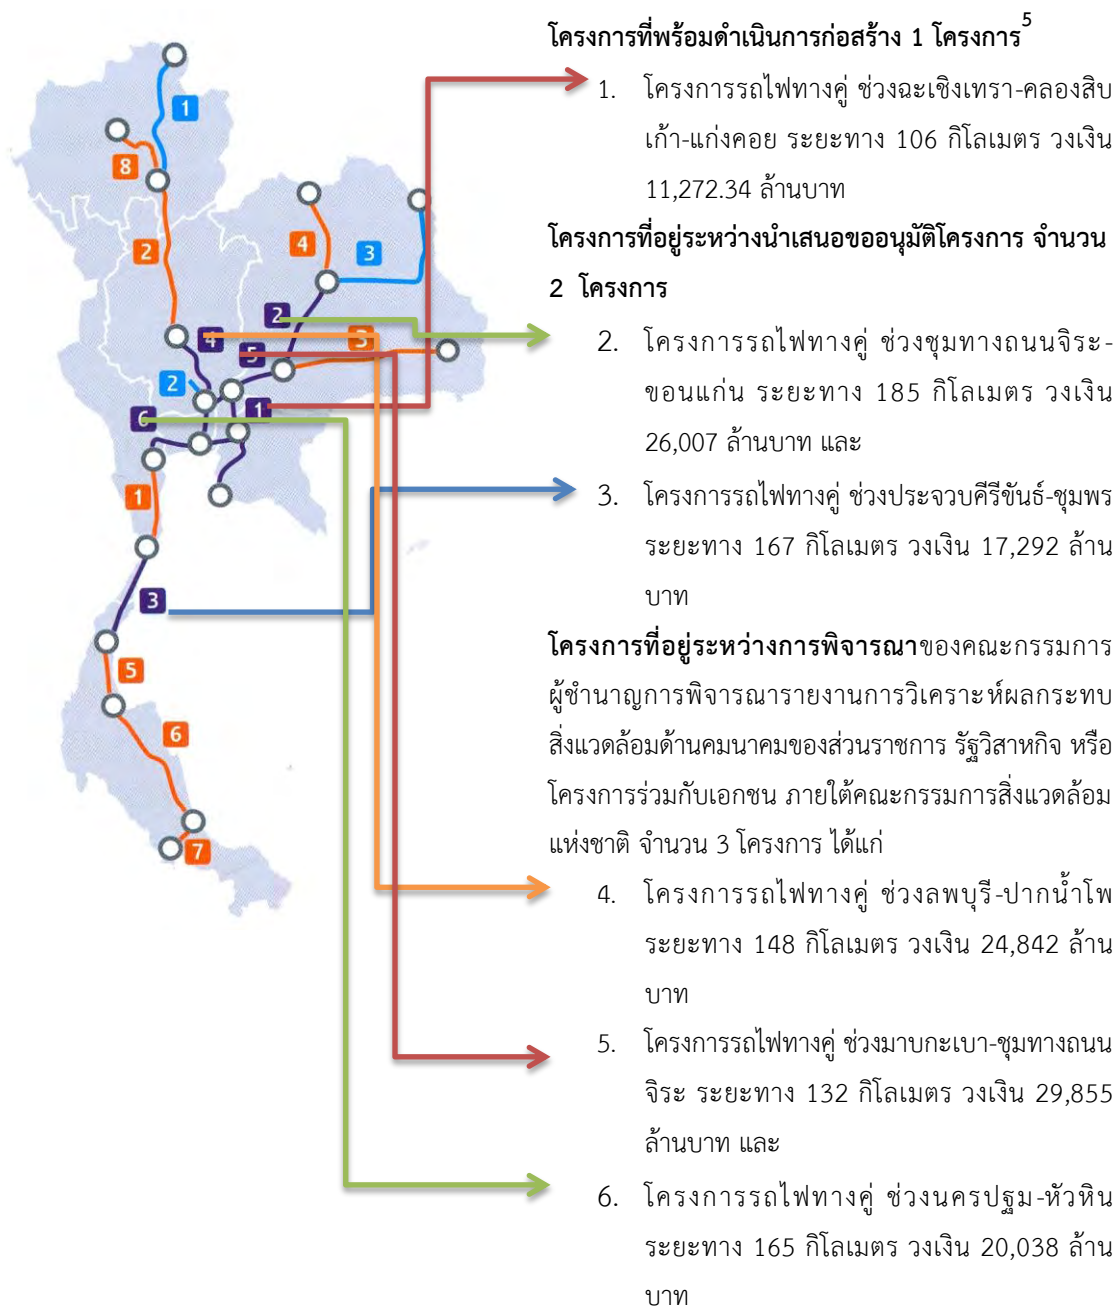 โครงการที่พร้อมดำเนินการก่อสร้าง 1 โครงการ5
1. โครงการรถไฟทางคู่ ช่วงฉะเชิงเทรา-คลองสิบ
เก้า-แก่งคอย ระยะทาง 106 กิโลเมตร วงเงิน
11,272.34 ล้านบาท
โครงการที่อยู่ระหว่างนำเสนอขออนุมัติโครงการ จำนวน
2 โครงการ
2. โครงการรถไฟทางคู่ ช่วงชุมทางถนนจิระ-
ขอนแก่น ระยะทาง 185 กิโลเมตร วงเงิน
26,007 ล้านบาท และ
3. โครงการรถไฟทางคู่ ช่วงประจวบคีรีขันธ์-ชุมพร
ระยะทาง 167 กิโลเมตร วงเงิน 17,292 ล้าน
บาท
โครงการที่อยู่ระหว่างการพิจารณาของคณะกรรมการ
ผู้ชำนาญการพิจารณารายงานการวิเคราะห์ผลกระทบ
สิ่งแวดล้อมด้านคมนาคมของส่วนราชการ รัฐวิสาหกิจ หรือ
โครงการร่วมกับเอกชน ภายใต้คณะกรรมการสิ่งแวดล้อม
แห่งชาติ จำนวน 3 โครงการ ได้แก่
4. โครงการรถไฟทางคู่ ช่วงลพบุรี-ปากน้ำโพ
ระยะทาง 148 กิโลเมตร วงเงิน 24,842 ล้าน
บาท
5. โครงการรถไฟทางคู่ ช่วงมาบกะเบา-ชุมทางถนน
จิระ ระยะทาง 132 กิโลเมตร วงเงิน 29,855
ล้านบาท และ
6. โครงการรถไฟทางคู่ ช่วงนครปฐม-หัวหิน
ระยะทาง 165 กิโลเมตร วงเงิน 20,038 ล้าน
บาท
1
8
2
4
3
2
4
3
5
2
6
1
1
3
5
6
7